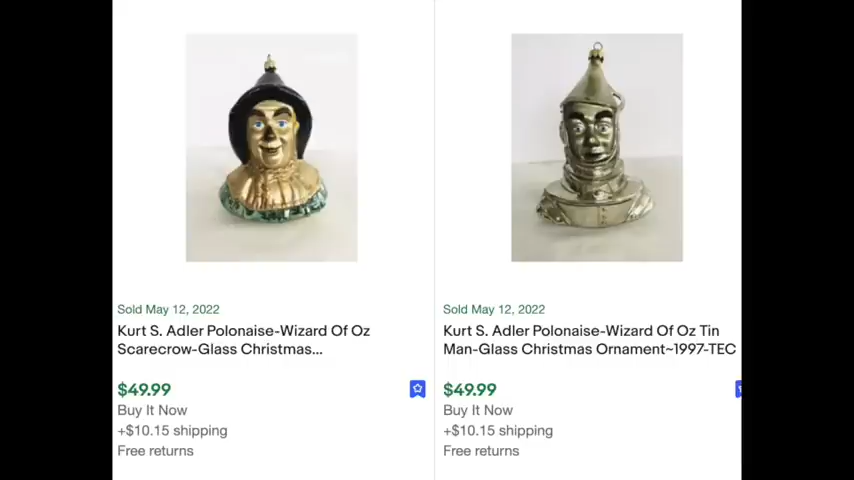 Sold May 12, 2022
Kurt S. Adler Polonaise-Wizard Of Oz
Scarecrow-Glass Christmas...
$49.99
Buy It Now
+$10.15 shipping
Free returns
Sold May 12, 2022
Kurt S. Adler Polonaise-Wizard Of Oz Tin
Man-Glass Christmas Ornament~1997-TEC
$49.99
Buy It Now
+$10.15 shipping
Free returns